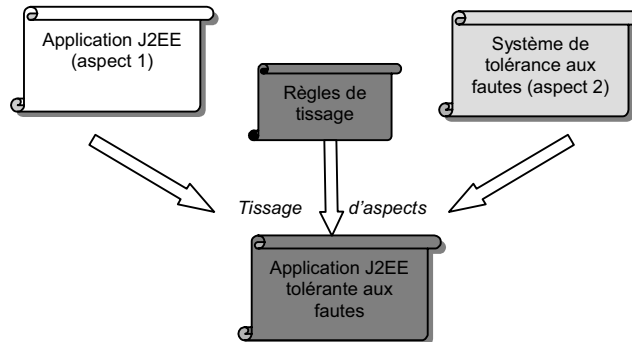 Application J2EE
(aspect 1)
Règles de
tissage
Système de
tolérance aux
fautes (aspect 2)
Tissage d'aspects
Application J2EE
tolérante aux
fautes